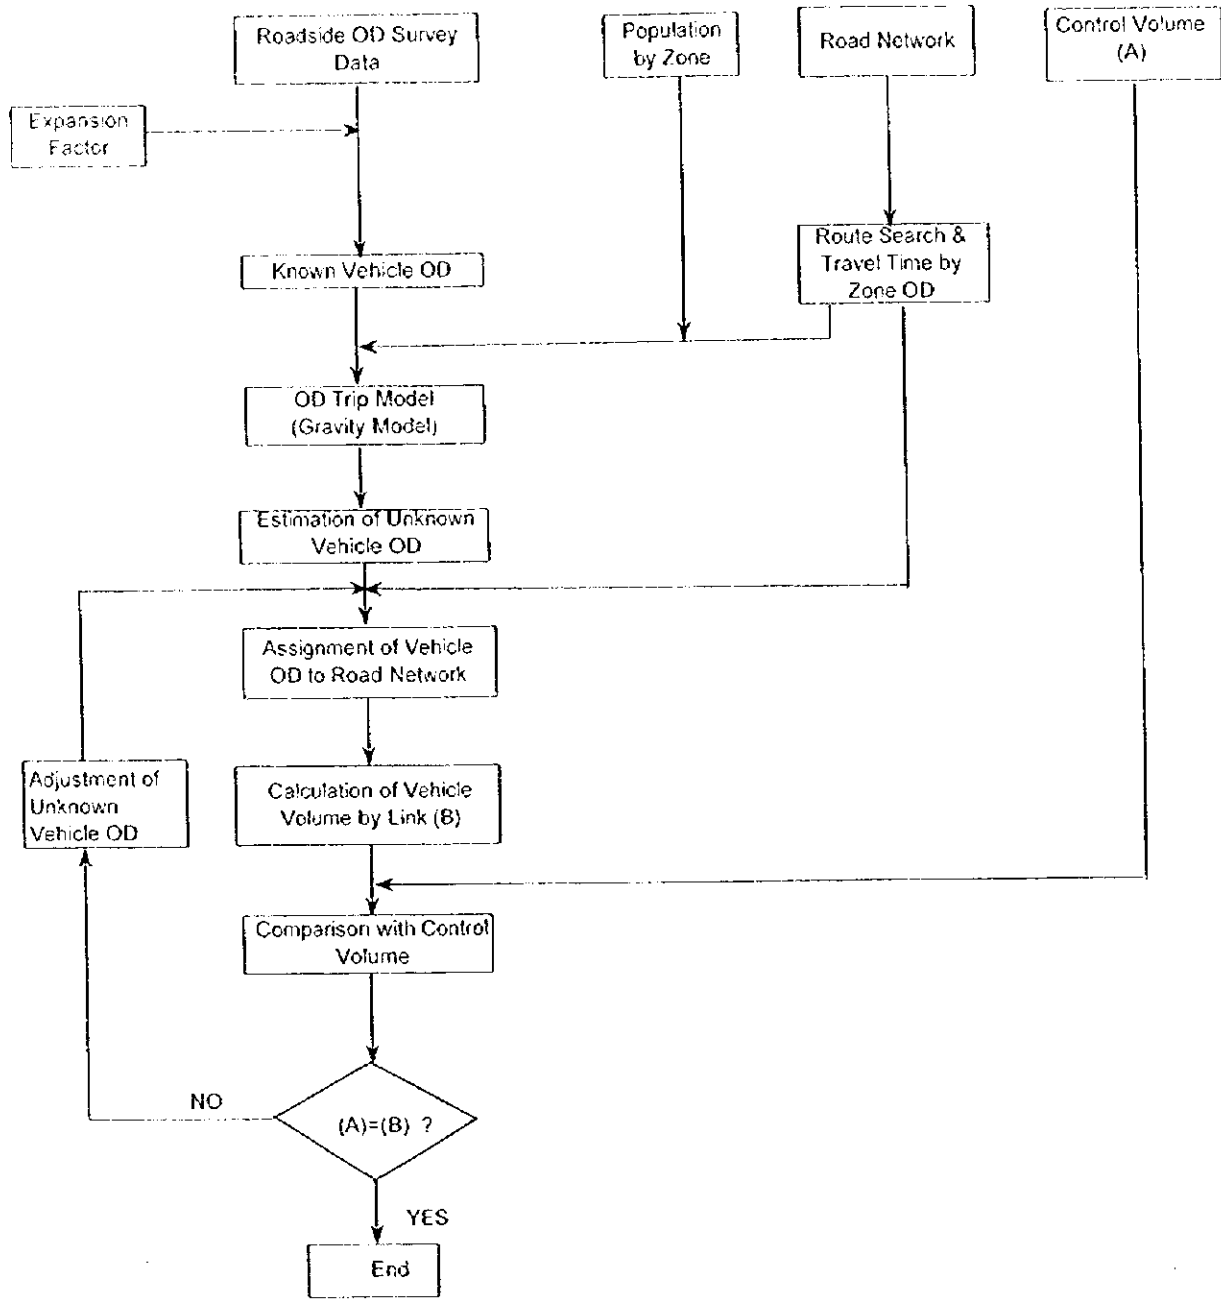 Roadside OD Survey
Data
Population
by Zone
Road Network
Control Volume
(A)
Expansion
Factor
Route Search &
Travel Time by
Zone OD
Known Vehicle OD
OD Trip Model
(Gravity Model)
Estimation of Unknown
Vehicle OD
Assignment of Vehicle
OD to Road Network
Adjustment of
Unknown
Vehicle OD
Calculation of Vehicle
Volume by Link (B)
Comparison with Control
Volume
NO
(A)=(B) ?
YES
End